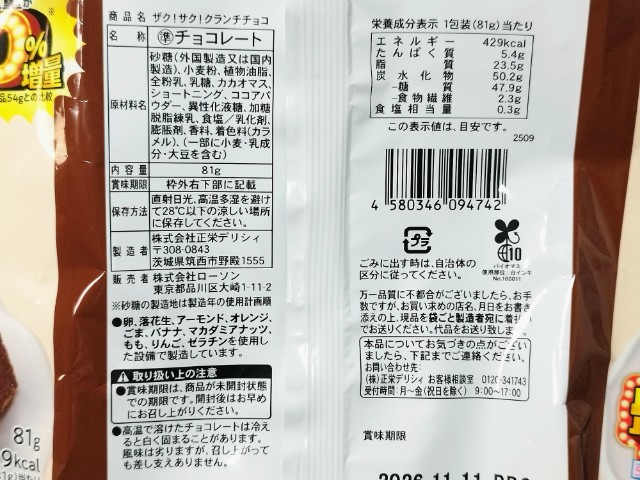 0%
増量
品54gとの比較
商品名 ザク!サク!クランチチョコ
名称 準チョコレート
原材料名 砂糖(外国製造又は国内
製造)、小麦粉、植物油脂、
全粉乳、乳糖、カカオマス、
ショートニング、ココアパ
ウダー、異性化液糖、加糖
脱脂練乳、食塩/乳化剤、
膨脹剤、香料、着色料(カラ
メル)、(一部に小麦・乳成
分・大豆を含む)
内容量 81g
賞味期限 枠外右下部に記載
保存方法 直射日光、高温多湿を避け
て28℃以下の涼しい場所
に保存してください。
製造者 株式会社正栄デリシィ
〒308-0843
茨城県筑西市野殿1555
販売者 株式会社ローソン
東京都品川区大崎1-11-2
※砂糖の製造地は製造年の使用計画順
●卵、落花生、アーモンド、オレンジ、
ごま、バナナ、マカダミアナッツ、
もも、りんご、ゼラチンを使用し
た設備で製造しています。
取り扱い上の注意
●賞味期限は、商品が未開封状態
での期限です。開封後はお早め
にお召し上がりください。
●高温で溶けたチョコレートは冷える
と白く固まることがあります。
風味は劣りますが、召し上がって
も差し支えありません。
81g
9kcal
栄養成分表示 1包装(81g)当たり
エネルギー 429kcal
たんぱく質 5.4g
脂質 23.5g
炭水化物 50.2g
-糖質 47.9g
-食物繊維 2.3g
食塩相当量 0.3g
この表示値は、目安です。
2509
4 580346 094742
プラ
10
バイオマス
使用部位:白インキ
No.160011
ごみに出す時は、自治体の
区分に従ってください。
万一品質に不都合がございましたら、お手
数ですが、お買い求めの店名、月日をお書き
添えの上、現品を袋ごと製造者宛に着払い
でお送りください。代品をお送り致します。
本品についてお気づきの点がござい
ましたら、下記までご連絡ください。
お問い合わせ先:
(株)正栄デリシィ お客様相談室 0120-341743
受付時間:月〜金(祝日を除く) 9:00〜17:00
賞味期限
2026.11.11